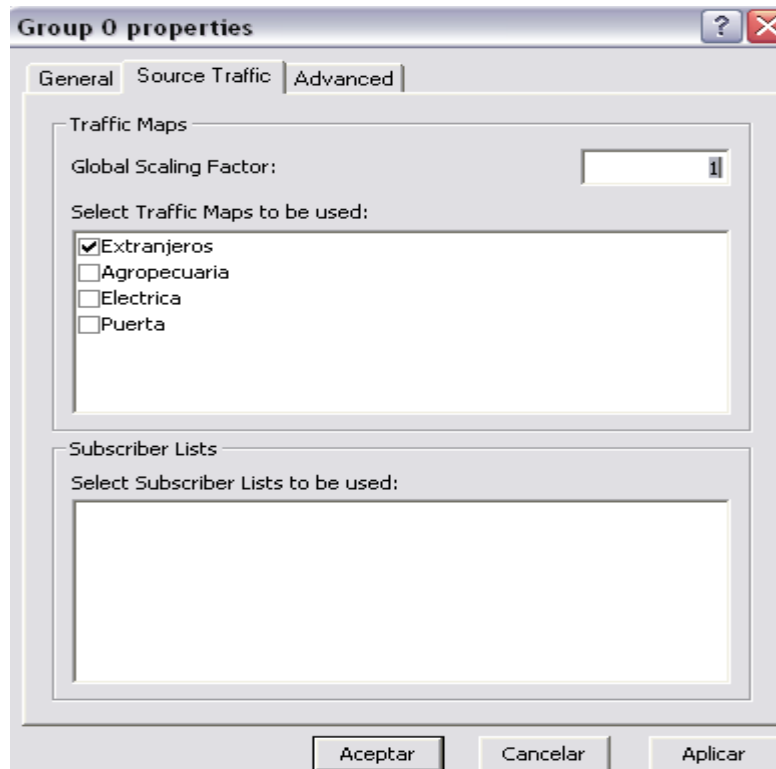 Group 0 properties
General Source Traffic Advanced
Traffic Maps
Global Scaling Factor: 1
Select Traffic Maps to be used:
Extranjeros
Agropecuaria
Electrica
Puerta
Subscriber Lists
Select Subscriber Lists to be used:
Aceptar Cancelar Aplicar